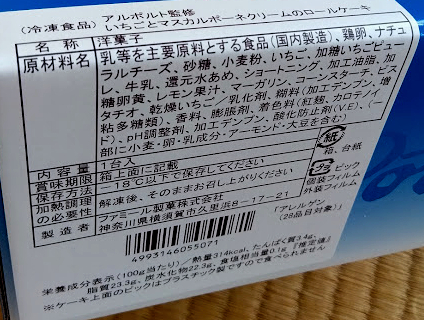 (冷凍食品) アルポルト監修
いちごとマスカルポーネクリームのロールケーキ
名称 洋菓子
原材料名 乳等を主要原料とする食品(国内製造)、鶏卵、ナチュ
ラルチーズ、砂糖、小麦粉、いちご、加糖いちごピュー
レ、牛乳、還元水あめ、ショートニング、加工油脂、加
糖卵黄、レモン果汁、マーガリン、コーンスターチ、ピス
タチオ、乾燥いちご/乳化剤、糊料(加工デンプン、増
粘多糖類)、香料、膨脹剤、着色料(紅麹、カロテノイ
ド)、pH調整剤、加工デンプン、酸化防止剤(V.E)、(一
部に小麦・卵・乳成分・アーモンド・大豆を含む)
内容量 1台入
賞味期限 箱上面に記載
保存方法 −18℃以下で保存してください
加熱調理の必要性 解凍後、そのままお召し上がりください
製造者 ファミール製菓株式会社
神奈川県横須賀市久里浜8-17-21
紙
箱、台紙
プラ
ピック
個装フィルム
外装フィルム
「アレルゲン
(28品目対象)」
4993146055071
栄養成分表示(100g当たり)/熱量314kcal、たんぱく質3.4g、
脂質23.3g、炭水化物22.3g、食塩相当量0.1g『推定値』
※ケーキ上面のピックはプラスチック製ですので食べられません